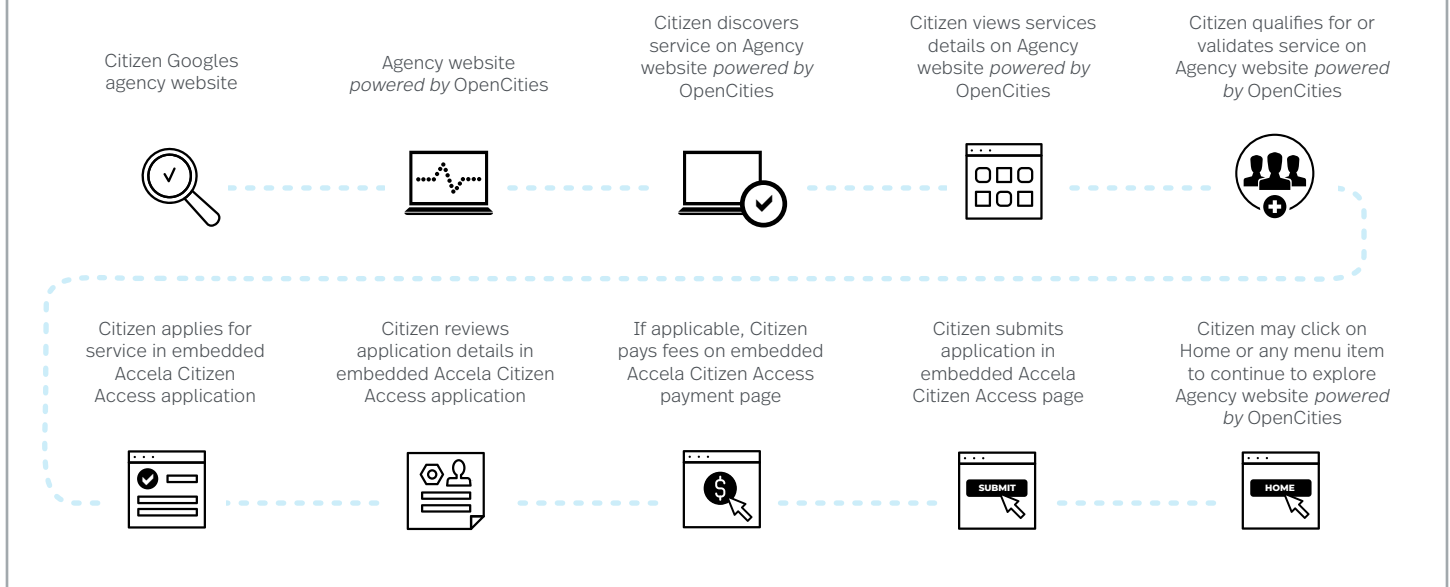 Citizen Googles
agency website
Agency website
powered by OpenCities
Citizen discovers
service on Agency
website powered by
OpenCities
Citizen views services
details on Agency
website powered by
OpenCities
Citizen qualifies for or
validates service on
Agency website powered
by OpenCities
Citizen applies for
service in embedded
Accela Citizen
Access application
Citizen reviews
application details in
embedded Accela Citizen
Access application
If applicable, Citizen
pays fees on embedded
Accela Citizen Access
payment page
Citizen submits
application in
embedded Accela
Citizen Access page
Citizen may click on
Home or any menu item
to continue to explore
Agency website powered
by OpenCities
$
SUBMIT
HOME